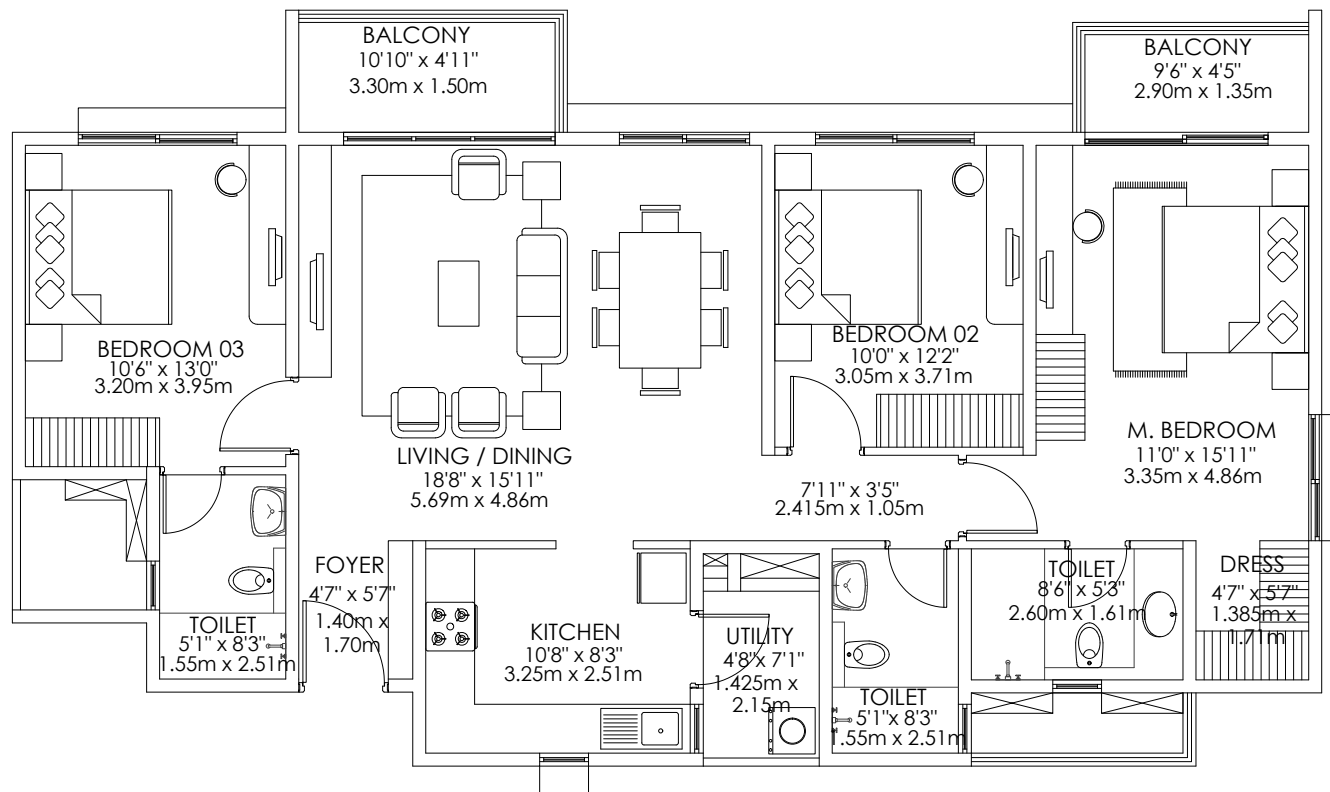 BALCONY
10'10" x 4'11"
3.30m x 1.50m
BALCONY
9'6" x 4'5"
2.90m x 1.35m
BEDROOM 03
10'6" x 13'0"
3.20m x 3.95m
LIVING / DINING
18'8" x 15'11"
5.69m x 4.86m
BEDROOM 02
10'0" x 12'2"
3.05m x 3.71m
M. BEDROOM
11'0" x 15'11"
3.35m x 4.86m
7'11" x 3'5"
2.415m x 1.05m
FOYER
4'7" x 5'7"
1.40m x
1.70m
TOILET
5'1" x 8'3"
1.55m x 2.51m
KITCHEN
10'8" x 8'3"
3.25m x 2.51m
UTILITY
4'8"x 7'1"
1.425m x
2.15m
TOILET
5'1"x 8'3"
1.55m x 2.51m
TOILET
8'6" x 5'3"
2.60m x 1.61m
DRESS
4'7" x 5'7"
1.385m x
1.71m